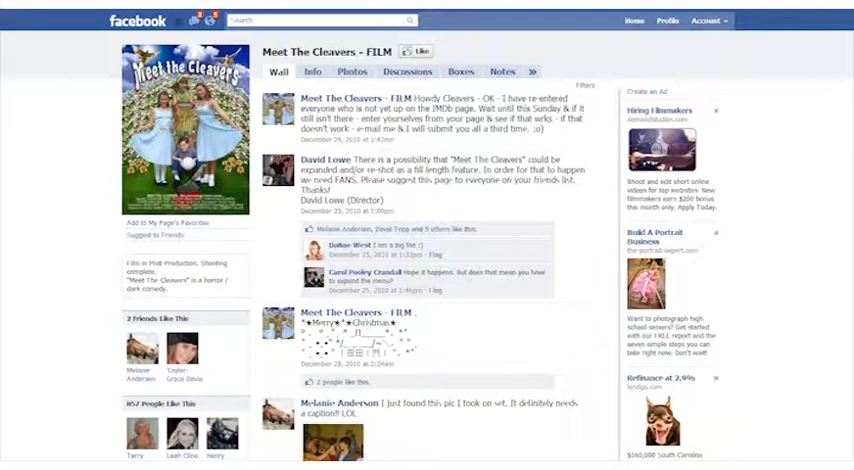 facebook
2
5
Search
Home
Profile
Account
Meet The Cleavers
Meet The Cleavers - FILM
Like
Wall
Info
Photos
Discussions
Boxes
Notes
»
Filters
Meet The Cleavers - FILM Howdy Cleavers - OK - I have re-entered
everyone who is not yet up on the IMDb page. Wait until this Sunday & if it
still isn't there - enter yourselves from your page & see if that wrks - if that
doesn't work - e-mail me & I will submit you all a third time. :o)
December 29, 2010 at
David Lowe There is a possibility that "Meet The Cleavers" could be
expanded and/or re-shot as a fill length feature. In order for that to happen
we need FANS. Please suggest this page to everyone on your friends list.
Thanks!
David Lowe (Director)
December 25, 2010 at 1:00pm
Melanie Anderson, David Topp and 5 others like this.
DaNae West I am a big fan :)
December 25, 2010 at 1:32pm · Flag
Carol Pooley Crandall Hope it happens. But does that mean you have
to expand the menu?
December 25, 2010 at 1:46pm · Flag
Meet The Cleavers - FILM .
*★Merry★*★Christmas★
December 25, 2010 at 2:24am
2 people like this.
Melanie Anderson I just found this pic I took on set. It definitely needs
a caption!! LOL
Add to My Page's Favorites
Suggest to Friends
Film in Post-Production. Shooting
complete.
"Meet The Cleavers" is a horror /
dark comedy.
2 Friends Like This
Melanie
Anderson
Taylor-
Grace Davis
857 People Like This
Terry
Leah Cline
Henry
Create an Ad
Hiring Filmmakers
demandstudios.com
Shoot and edit short online
videos for top websites. New
filmmakers earn $200 bonus
this month only. Apply Today.
Build A Portrait
Business
the-portrait-expert.com
Want to photograph high
school seniors? Get started
with our FREE report and the
seven simple steps you can
take right now. Don't wait!
Refinance at 2.9%
lendgo.com
$160,000 South Carolina